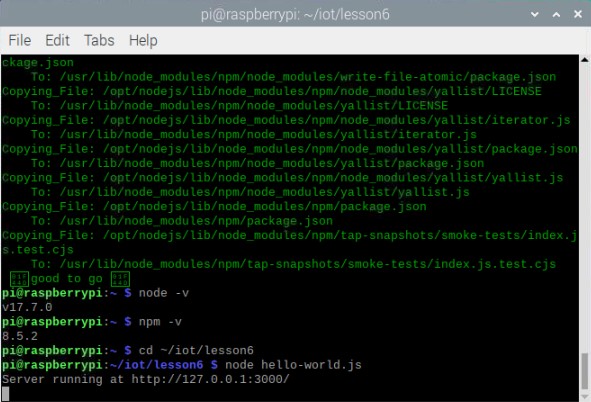 pi@raspberrypi: ~/iot/lesson6
File Edit Tabs Help
ckage.json
To: /usr/lib/node_modules/npm/node_modules/write-file-atomic/package.json
Copying_File: /opt/nodejs/lib/node_modules/npm/node_modules/yallist/LICENSE
To: /usr/lib/node_modules/npm/node_modules/yallist/LICENSE
Copying_File: /opt/nodejs/lib/node_modules/npm/node_modules/yallist/iterator.js
To: /usr/lib/node_modules/npm/node_modules/yallist/iterator.js
Copying_File: /opt/nodejs/lib/node_modules/npm/node_modules/yallist/package.json
To: /usr/lib/node_modules/npm/node_modules/yallist/package.json
Copying_File: /opt/nodejs/lib/node_modules/npm/node_modules/yallist/yallist.js
To: /usr/lib/node_modules/npm/node_modules/yallist/yallist.js
Copying_File: /opt/nodejs/lib/node_modules/npm/package.json
To: /usr/lib/node_modules/npm/package.json
Copying_File: /opt/nodejs/lib/node_modules/npm/tap-snapshots/smoke-tests/index.j
s.test.cjs
To: /usr/lib/node_modules/npm/tap-snapshots/smoke-tests/index.js.test.cjs
good to go
pi@raspberrypi:~ $ node -v
v17.7.0
pi@raspberrypi:~ $ npm -v
8.5.2
pi@raspberrypi:~ $ cd ~/iot/lesson6
pi@raspberrypi:~/iot/lesson6 $ node hello-world.js
Server running at http://127.0.0.1:3000/